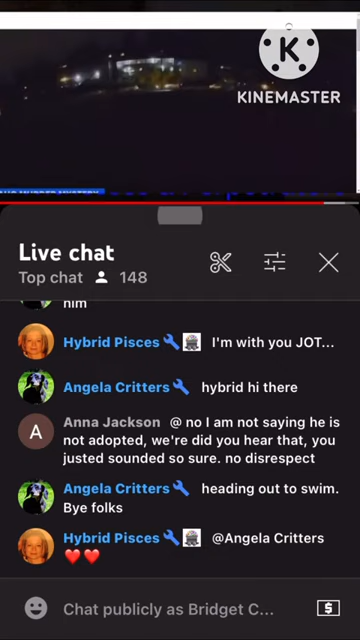 K
KINEMASTER
Live chat
Top chat 148
him
Hybrid Pisces I'm with you JOT...
Angela Critters hybrid hi there
A
Anna Jackson @ no I am not saying he is
not adopted, we're did you hear that, you
justed sounded so sure. no disrespect
Angela Critters heading out to swim.
Bye folks
Hybrid Pisces @Angela Critters
❤️❤️
Chat publicly as Bridget C... $